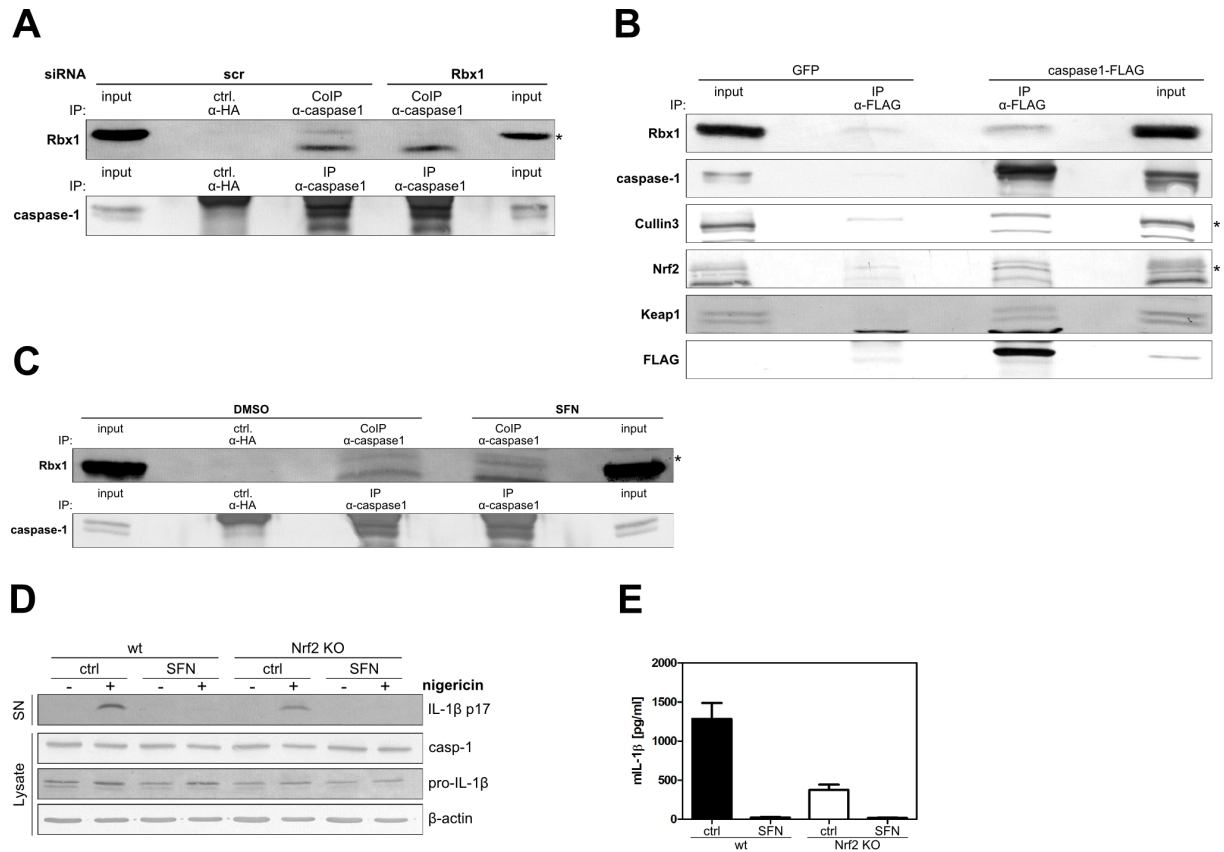 A
siRNA scr Rbx1
input ctrl. CoIP CoIP input
IP: α-HA α-caspase1 α-caspase1
Rbx1 *
input ctrl. IP IP input
IP: α-HA α-caspase1 α-caspase1
caspase-1
B
GFP caspase1-FLAG
input IP IP input
IP: α-FLAG α-FLAG
Rbx1
caspase-1
Cullin3 *
Nrf2 *
Keap1
FLAG
C
DMSO SFN
input ctrl. CoIP CoIP input
IP: α-HA α-caspase1 α-caspase1
Rbx1 *
input ctrl. IP IP input
IP: α-HA α-caspase1 α-caspase1
caspase-1
D
wt Nrf2 KO
ctrl SFN ctrl SFN
- + - + - + - + nigericin
SN IL-1β p17
Lysate
casp-1
pro-IL-1β
β-actin
E
mIL-1β [pg/ml]
2000
1500
1000
500
0
ctrl SFN ctrl SFN
wt Nrf2 KO